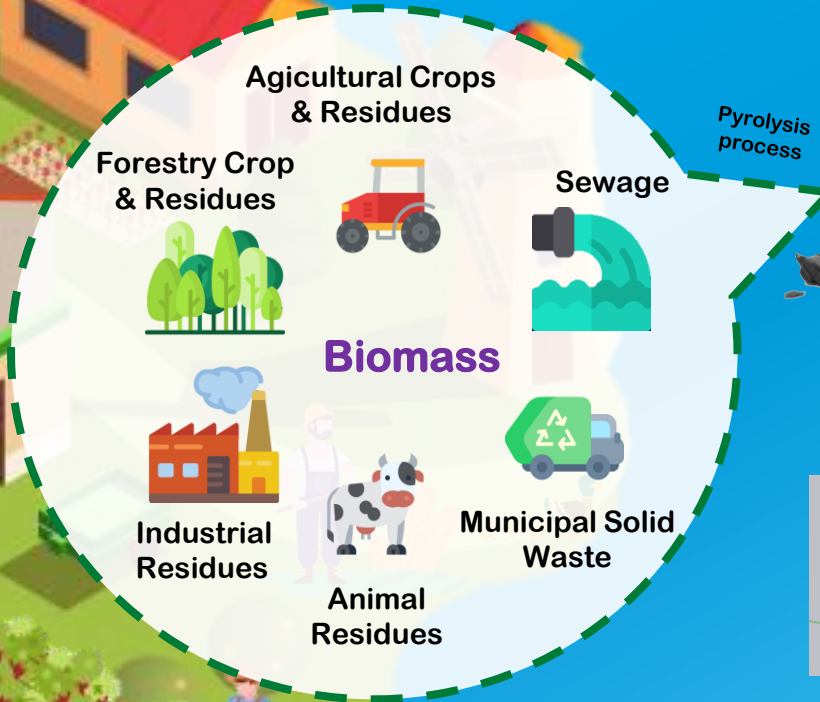 Agicultural Crops
& Residues
Pyrolysis
process
Forestry Crop
& Residues
Sewage
Biomass
Industrial
Residues
Municipal Solid
Waste
Animal
Residues